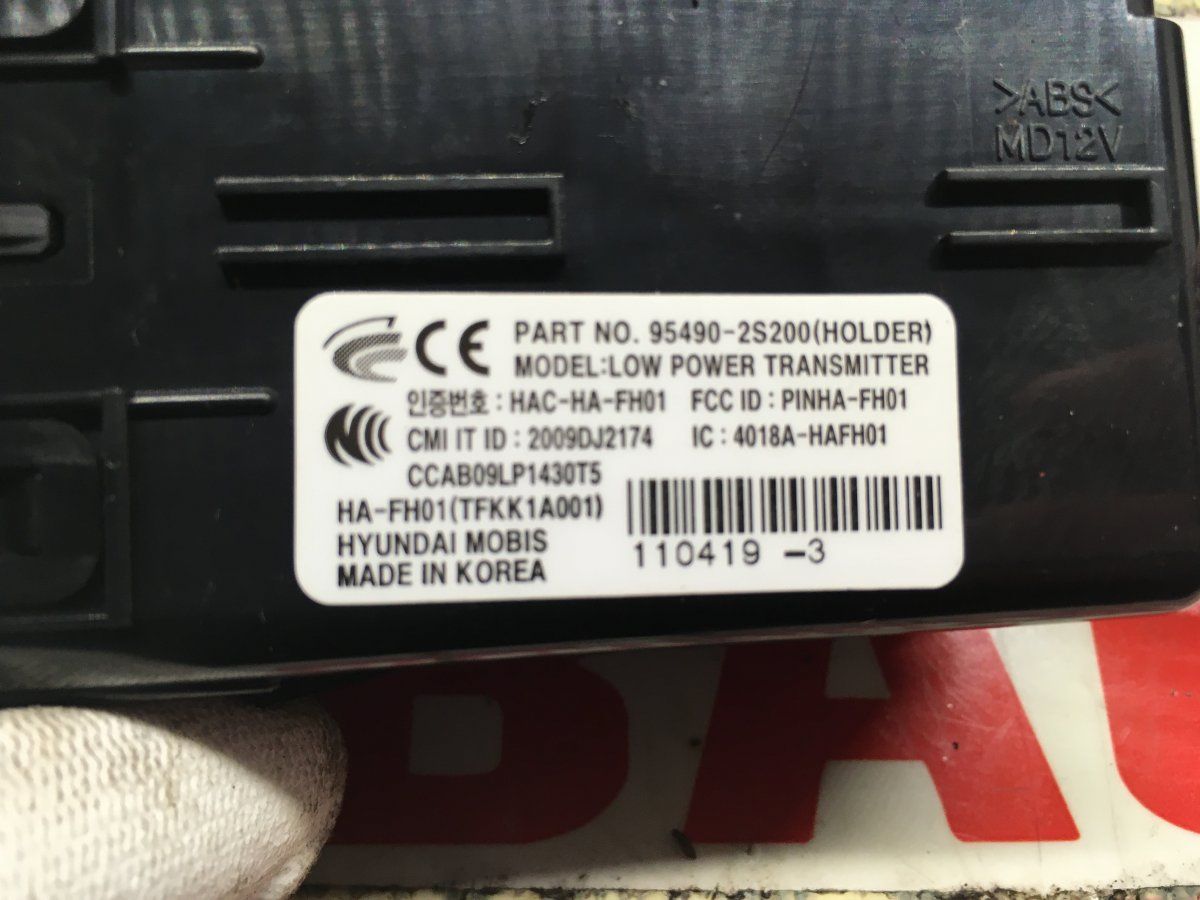 >ABS<
MD12V
CE PART NO. 95490-2S200(HOLDER)
MODEL:LOW POWER TRANSMITTER
인증번호 : HAC-HA-FH01 FCC ID : PINHA-FH01
CMI IT ID : 2009DJ2174 IC : 4018A-HAFH01
CCAB09LP1430T5
HA-FH01(TFKK1A001)
HYUNDAI MOBIS
MADE IN KOREA
110419 -3
BA